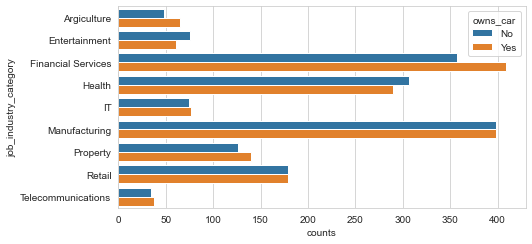 owns_car
No
Yes
job_industry_category
Argiculture
Entertainment
Financial Services
Health
IT
Manufacturing
Property
Retail
Telecommunications
0 50 100 150 200 250 300 350 400
counts